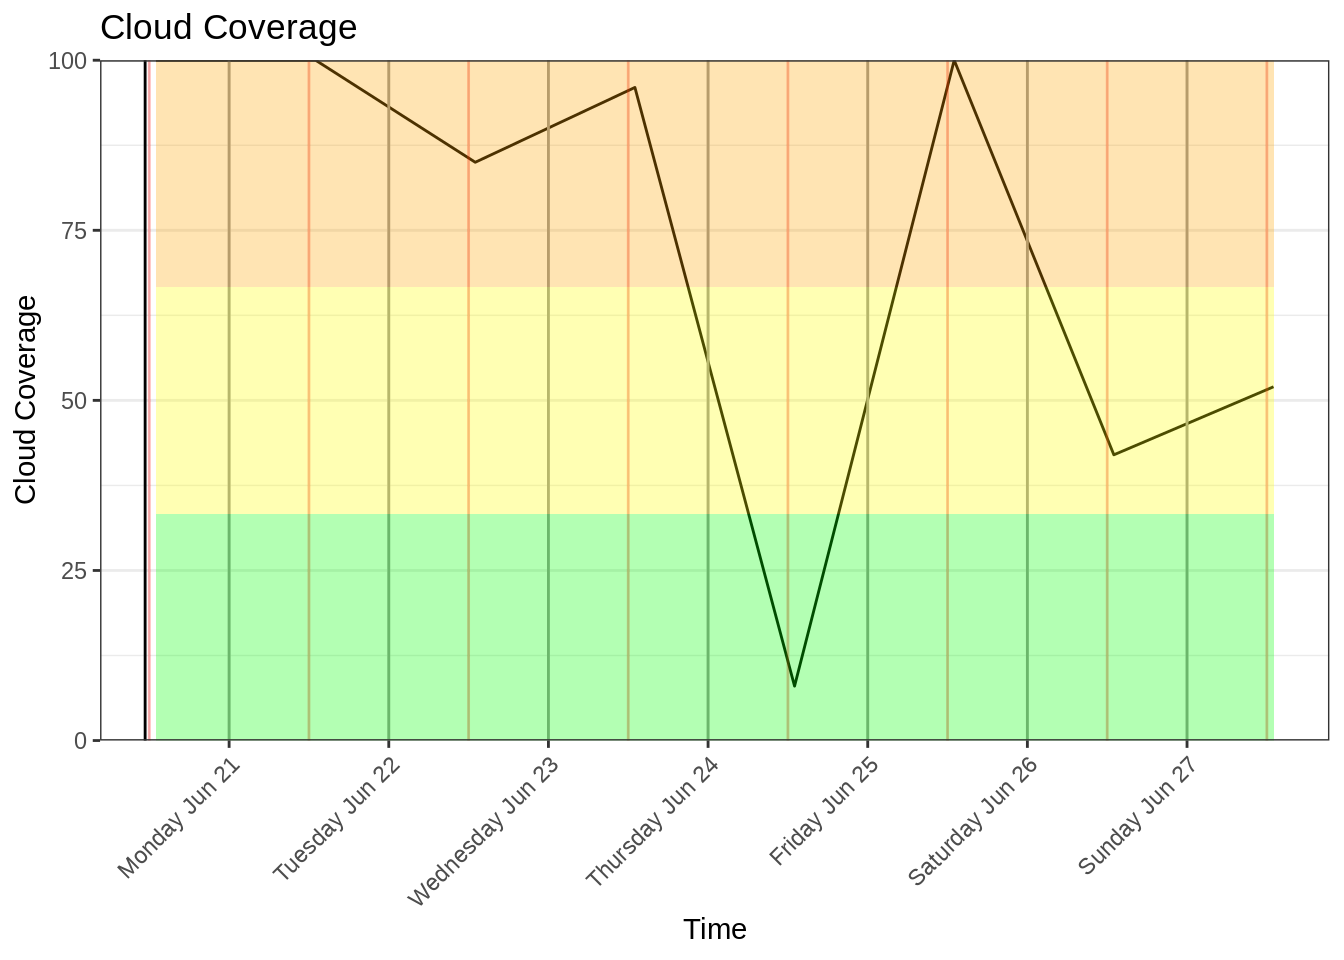 Cloud Coverage
100
75
50
25
0
Cloud Coverage
Monday Jun 21
Tuesday Jun 22
Wednesday Jun 23
Thursday Jun 24
Friday Jun 25
Saturday Jun 26
Sunday Jun 27
Time